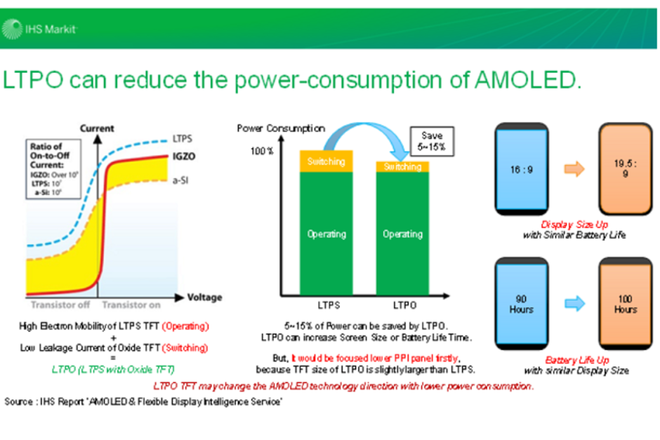 IHS Markit
LTPO can reduce the power-consumption of AMOLED.
Current
Ratio of
On-to-Off
Current:
IGZO: Over 10⁹
LTPS: 10⁷
a-Si: 10⁶
LTPS
IGZO
a-SI
Voltage
Transistor off
Transistor on
High Electron Mobility of LTPS TFT (Operating)
+
Low Leakage Current of Oxide TFT (Switching)
=
LTPO (LTPS with Oxide TFT)
Power Consumption
100%
Save
5~15%
Switching
Switching
Operating
Operating
LTPS
LTPO
5~15% of Power can be saved by LTPO.
LTPO can increase Screen Size or Battery Life Time.
But, it would be focused lower PPI panel firstly,
because TFT size of LTPO is slightly larger than LTPS.
16 : 9
19.5 :
9
Display Size Up
with Similar Battery Life
90
Hours
100
Hours
Battery Life Up
with similar Display Size
LTPO TFT may change the AMOLED technology direction with lower power consumption.
Source : IHS Report 'AMOLED & Flexible Display Intelligence Service'